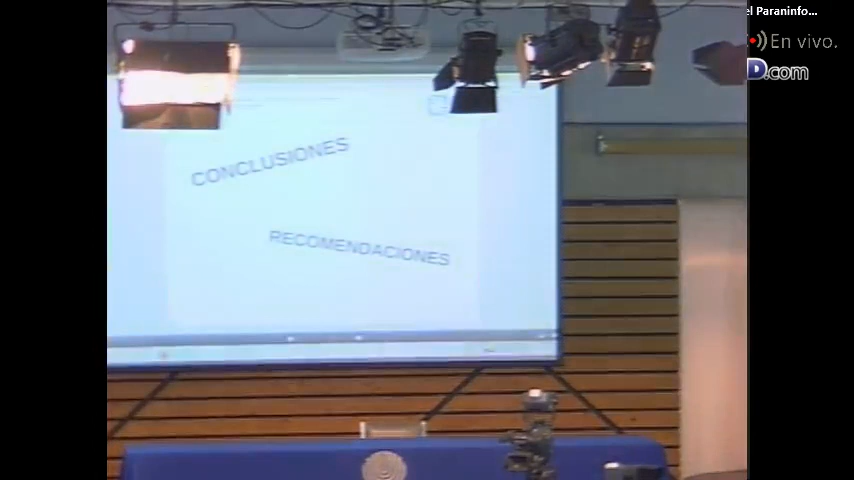 el Paraninfo...
En vivo.
D.com
CONCLUSIONES
RECOMENDACIONES